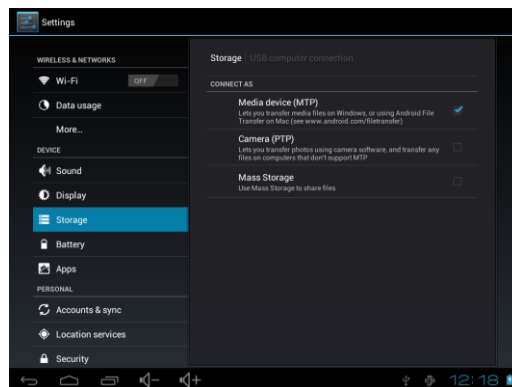 Settings
WIRELESS & NETWORKS
Wi-Fi OFF
Data usage
More...
DEVICE
Sound
Display
Storage
Battery
Apps
PERSONAL
Accounts & sync
Location services
Security
Storage USB computer connection
CONNECT AS
Media device (MTP)
Lets you transfer media files on Windows, or using Android File
Transfer on Mac (see www.android.com/filetransfer)
Camera (PTP)
Lets you transfer photos using camera software, and transfer any
files on computers that don't support MTP
Mass Storage
Use Mass Storage to share files
12:18